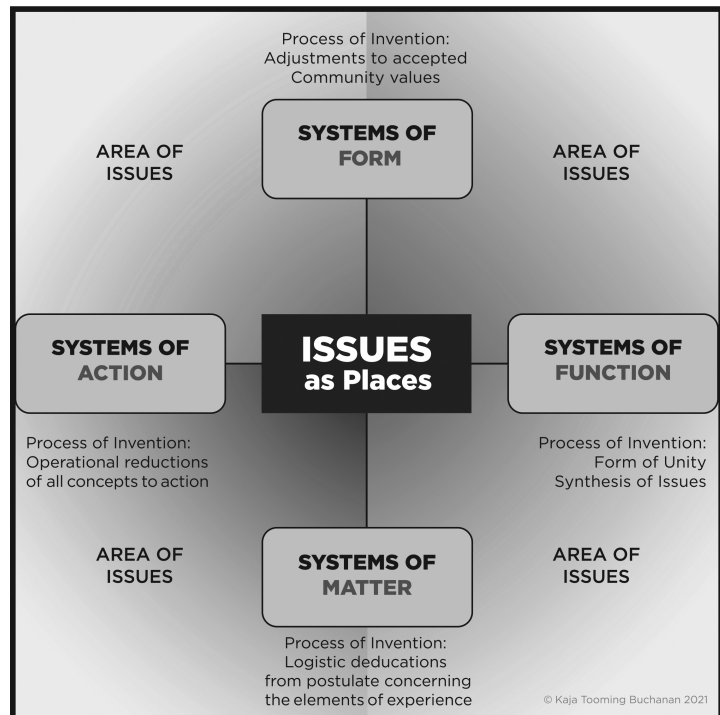 Process of Invention:
Adjustments to accepted
Community values
SYSTEMS OF
FORM
AREA OF
ISSUES
AREA OF
ISSUES
SYSTEMS OF
ACTION
ISSUES
as Places
SYSTEMS OF
FUNCTION
Process of Invention:
Operational reductions
of all concepts to action
Process of Invention:
Form of Unity
Synthesis of Issues
AREA OF
ISSUES
SYSTEMS OF
MATTER
AREA OF
ISSUES
Process of Invention:
Logistic deducations
from postulate concerning
the elements of experience
© Kaja Tooming Buchanan 2021